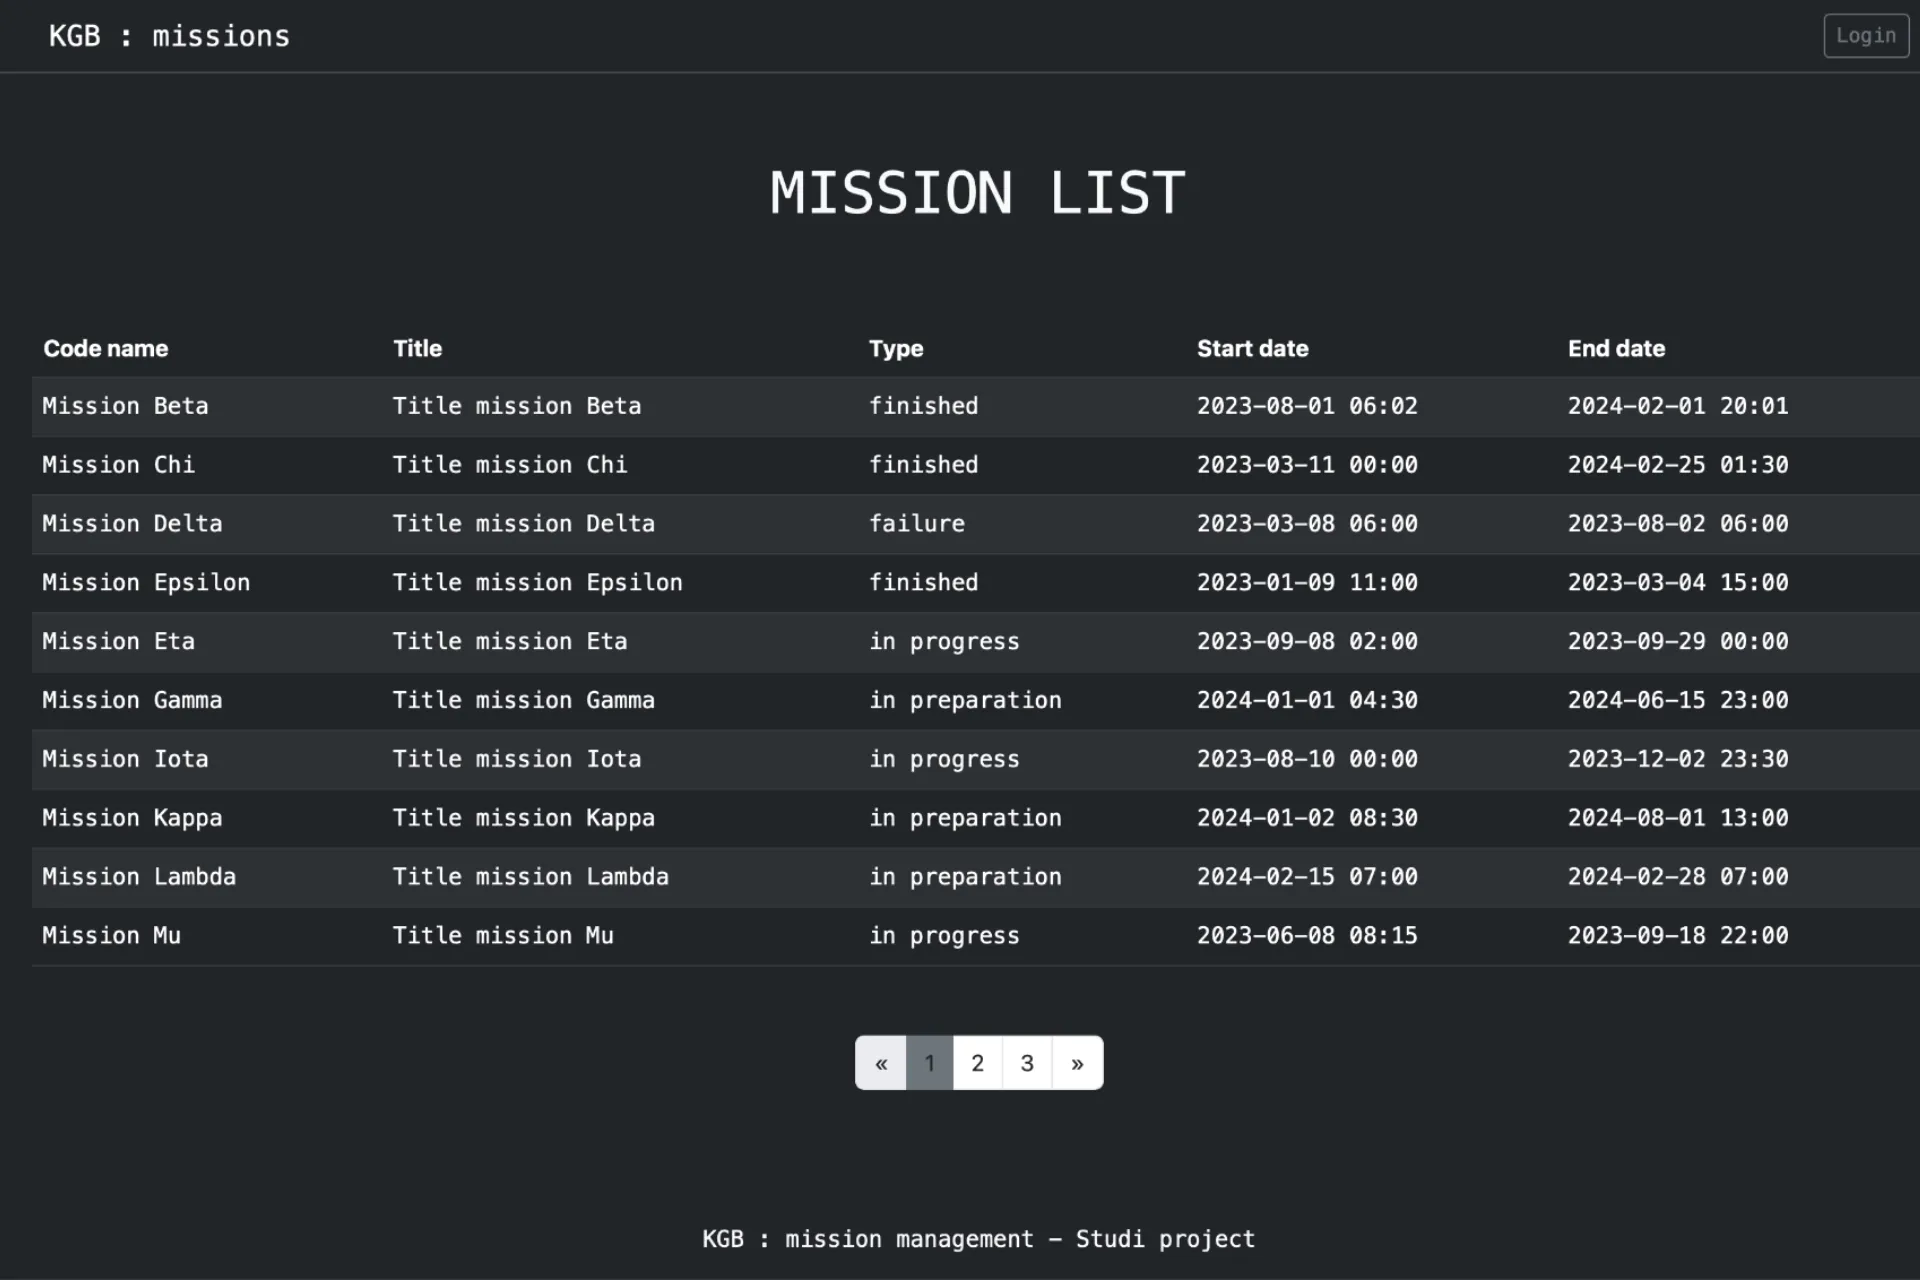 KGB : missions
Login
MISSION LIST
Code name Title Type Start date End date
Mission Beta Title mission Beta finished 2023-08-01 06:02 2024-02-01 20:01
Mission Chi Title mission Chi finished 2023-03-11 00:00 2024-02-25 01:30
Mission Delta Title mission Delta failure 2023-03-08 06:00 2023-08-02 06:00
Mission Epsilon Title mission Epsilon finished 2023-01-09 11:00 2023-03-04 15:00
Mission Eta Title mission Eta in progress 2023-09-08 02:00 2023-09-29 00:00
Mission Gamma Title mission Gamma in preparation 2024-01-01 04:30 2024-06-15 23:00
Mission Iota Title mission Iota in progress 2023-08-10 00:00 2023-12-02 23:30
Mission Kappa Title mission Kappa in preparation 2024-01-02 08:30 2024-08-01 13:00
Mission Lambda Title mission Lambda in preparation 2024-02-15 07:00 2024-02-28 07:00
Mission Mu Title mission Mu in progress 2023-06-08 08:15 2023-09-18 22:00
« 1 2 3 »
KGB : mission management - Studi project